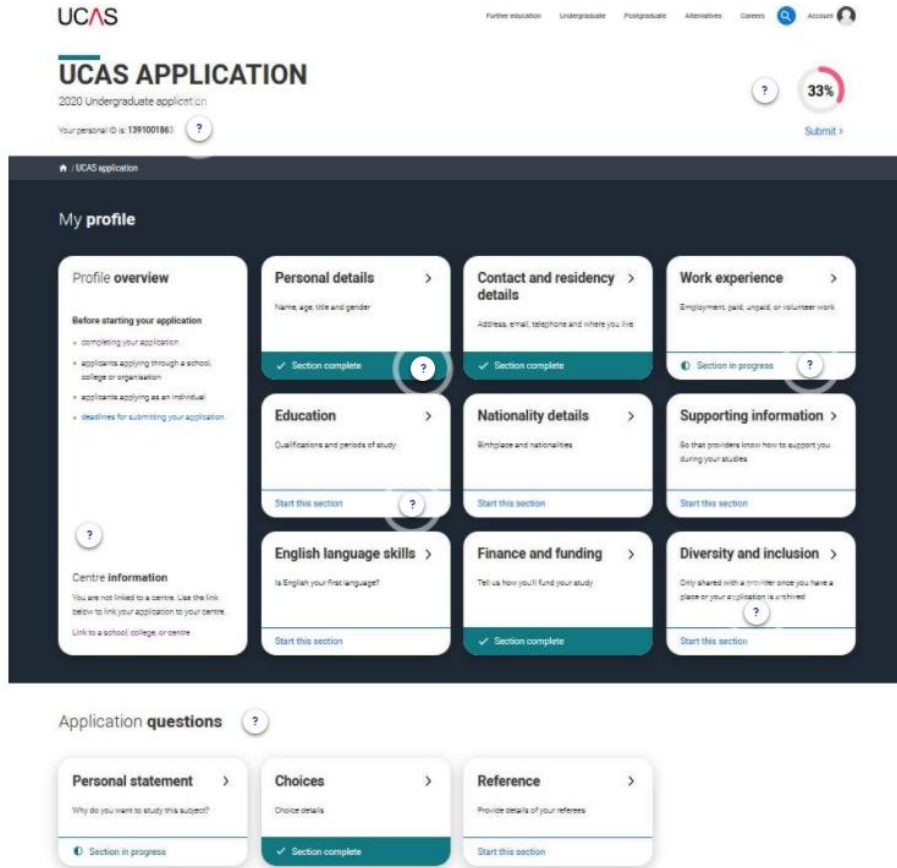 UCAS
Further education Undergraduate Postgraduate Alternatives Careers Account
UCAS APPLICATION
2020 Undergraduate application
?
33%
Your personal ID is: 1391001863
?
Submit >
/ UCAS application
My profile
Profile overview
Before starting your application
completing your application
applicants applying through a school,
college or organisation
applicants applying as an individual
deadlines for submitting your application
?
Centre information
You are not linked to a centre. Use the link
below to link your application to your centre.
Link to a school, college, or centre
Personal details >
Name, age, title and gender
Section complete
?
Contact and residency >
details
Address, email, telephone and where you live
Section complete
Work experience >
Employment, paid, unpaid, or volunteer work
Section in progress
?
Education >
Qualifications and periods of study
Start this section
?
Nationality details >
Birthplace and nationalities
Start this section
Supporting information >
So that providers know how to support you
during your studies
Start this section
English language skills >
Is English your first language?
Start this section
Finance and funding >
Tell us how you'll fund your study
Section complete
Diversity and inclusion >
Only shared with a provider once you have a
place or your application is archived
?
Start this section
Application questions
?
Personal statement >
Why do you want to study this subject?
Section in progress
Choices >
Choice details
Section complete
Reference >
Provide details of your referees
Start this section